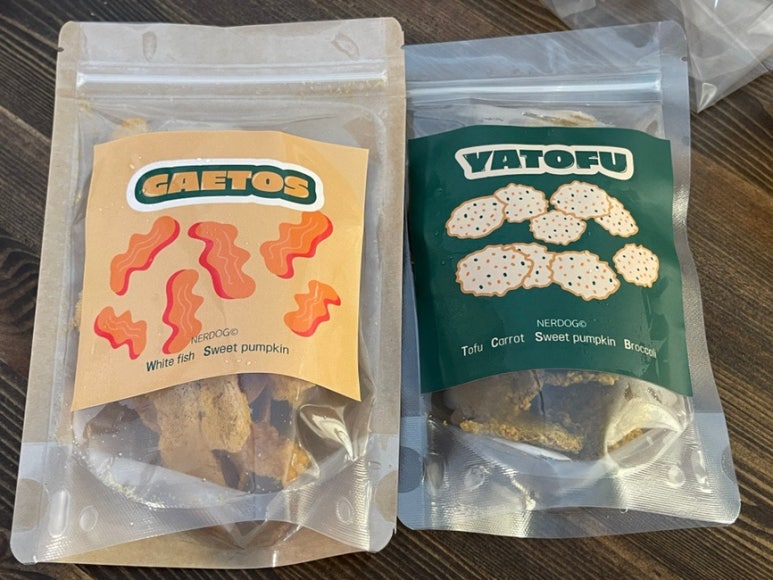 GAETOS
NERDOG©
White fish Sweet pumpkin
YATOFU
NERDOG©
Tofu Carrot Sweet pumpkin Broccoli